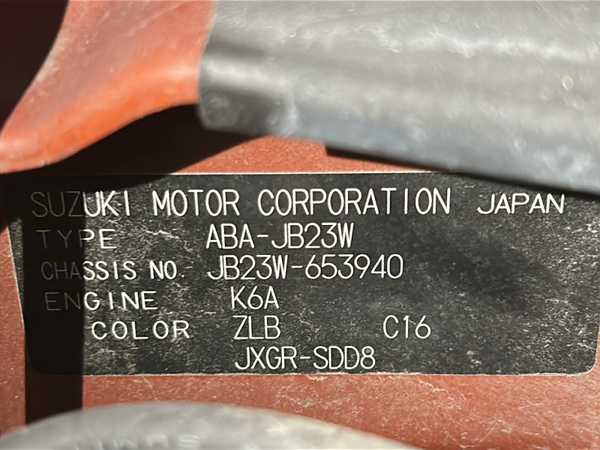 SUZUKI MOTOR CORPORATION JAPAN
TYPE ABA-JB23W
CHASSIS NO. JB23W-653940
ENGINE K6A
COLOR ZLB C16
JXGR-SDD8